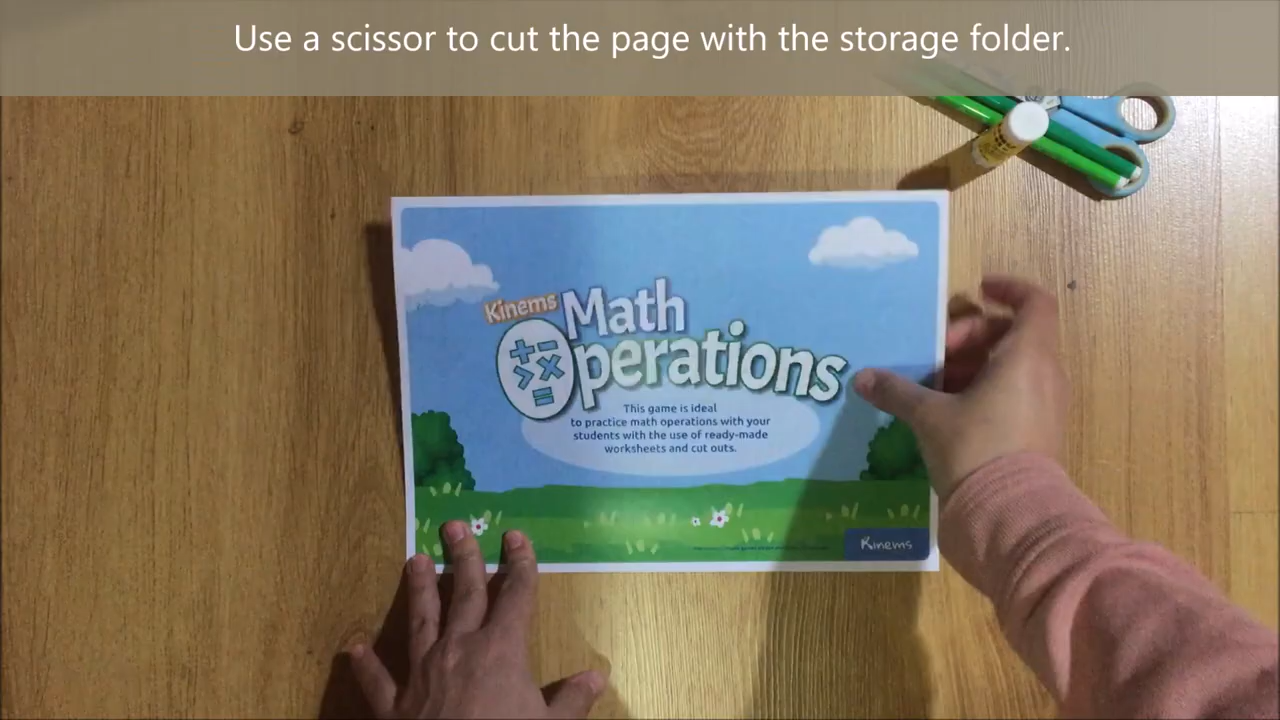 Use a scissor to cut the page with the storage folder.
Kinems
Math
Operations
This game is ideal
to practice math operations with your
students with the use of ready-made
worksheets and cut outs.
Kinems